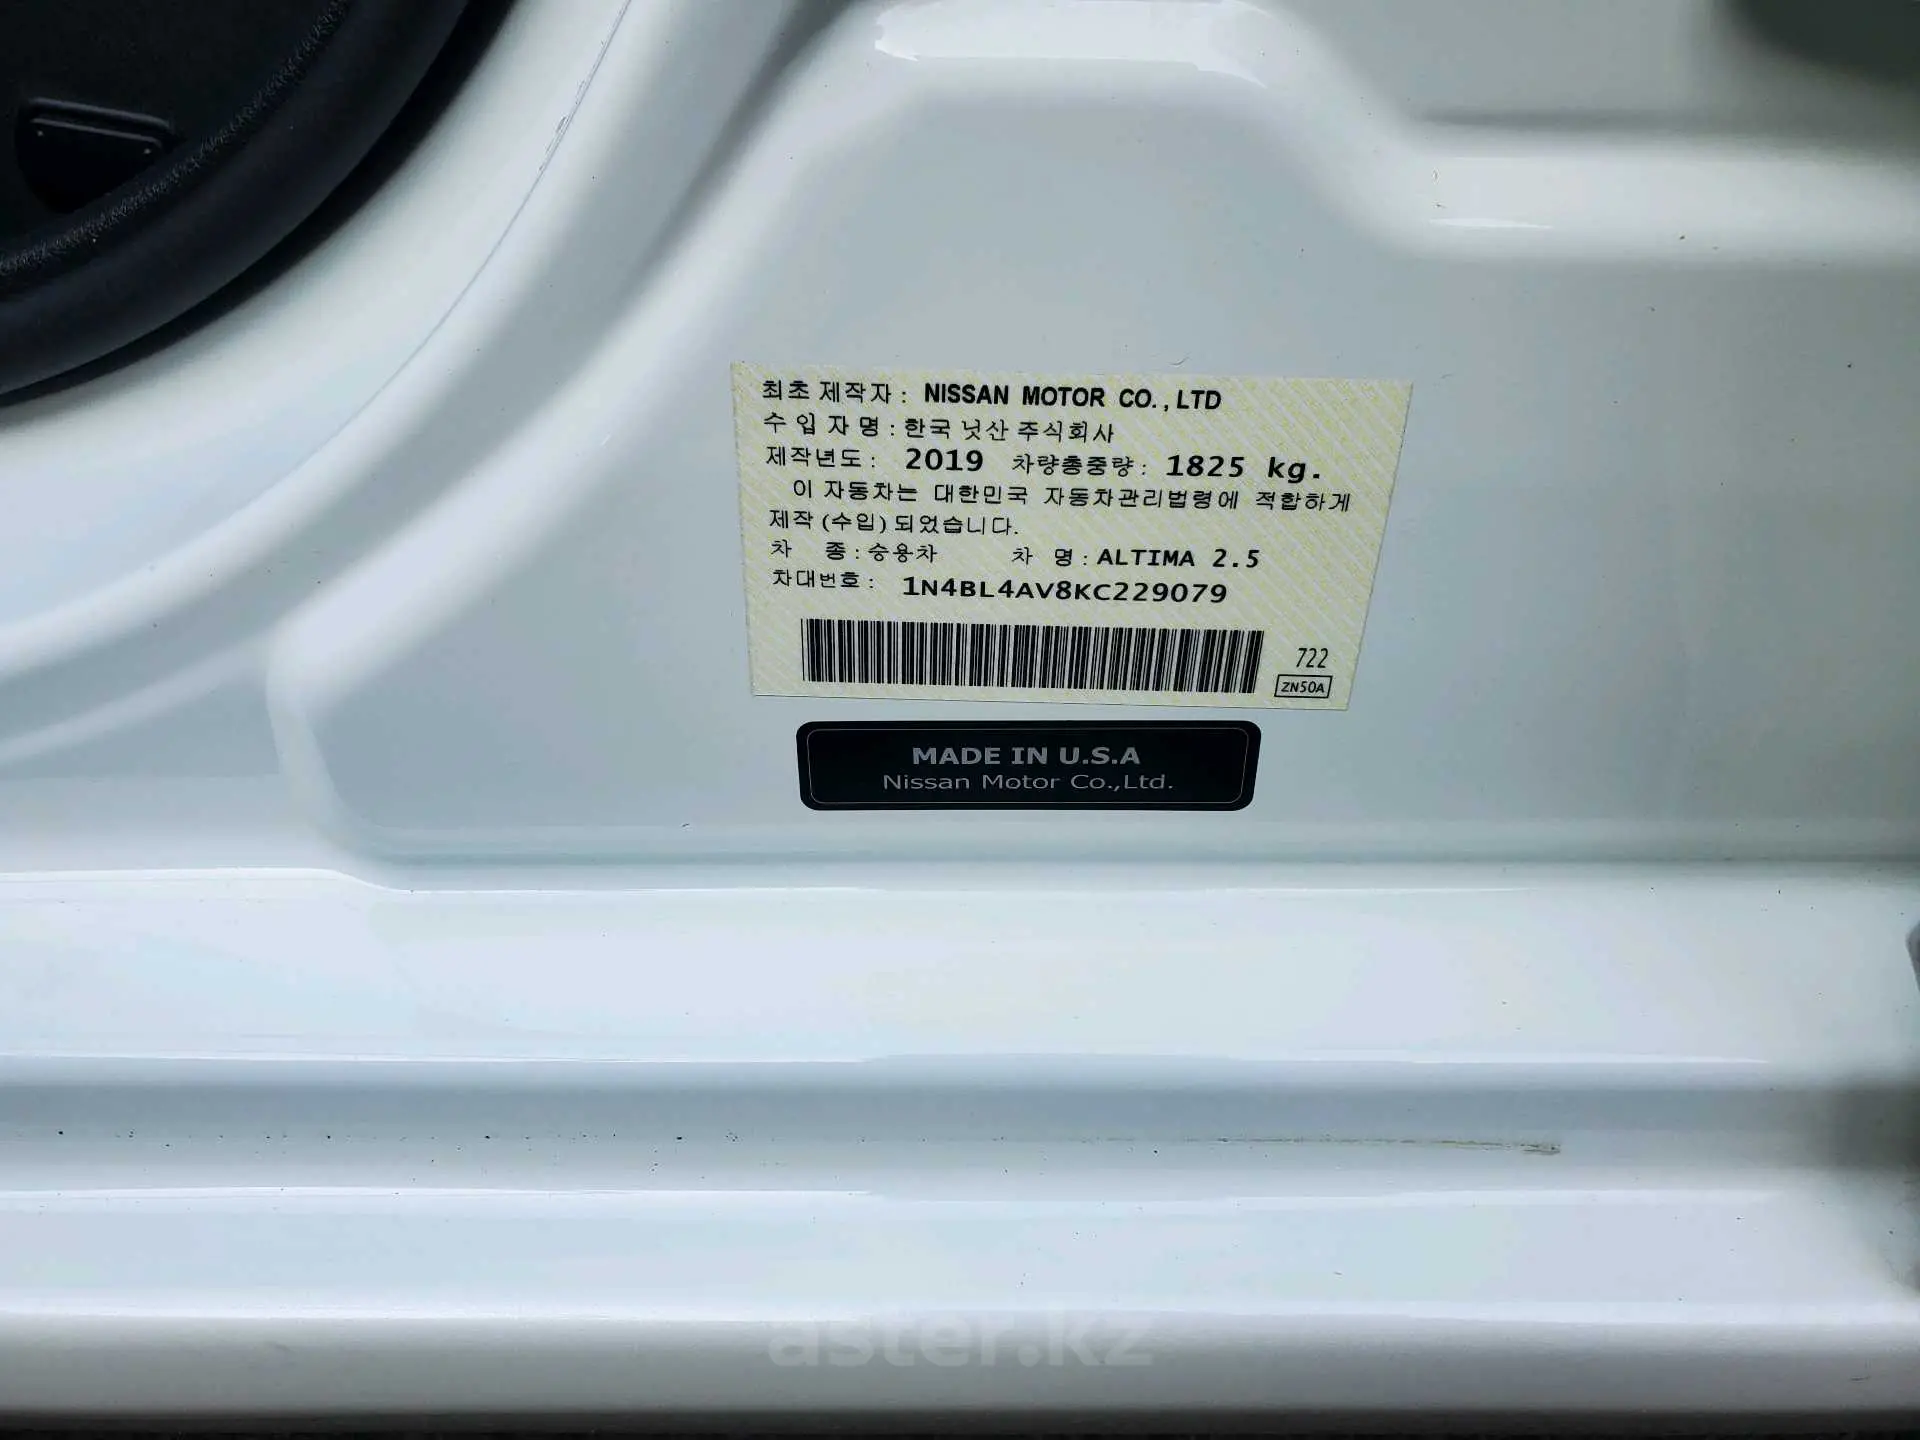 최초 제작자 : NISSAN MOTOR CO., LTD
수 입 자 명 : 한국 닛산 주식회사
제작년도 : 2019 차량총중량 : 1825 kg.
이 자동차는 대한민국 자동차관리법령에 적합하게
제작 (수입) 되었습니다.
차 종 : 승용차 차 명 : ALTIMA 2.5
차대번호 : 1N4BL4AV8KC229079
722
ZN50A
MADE IN U.S.A
Nissan Motor Co.,Ltd.
aster.kz